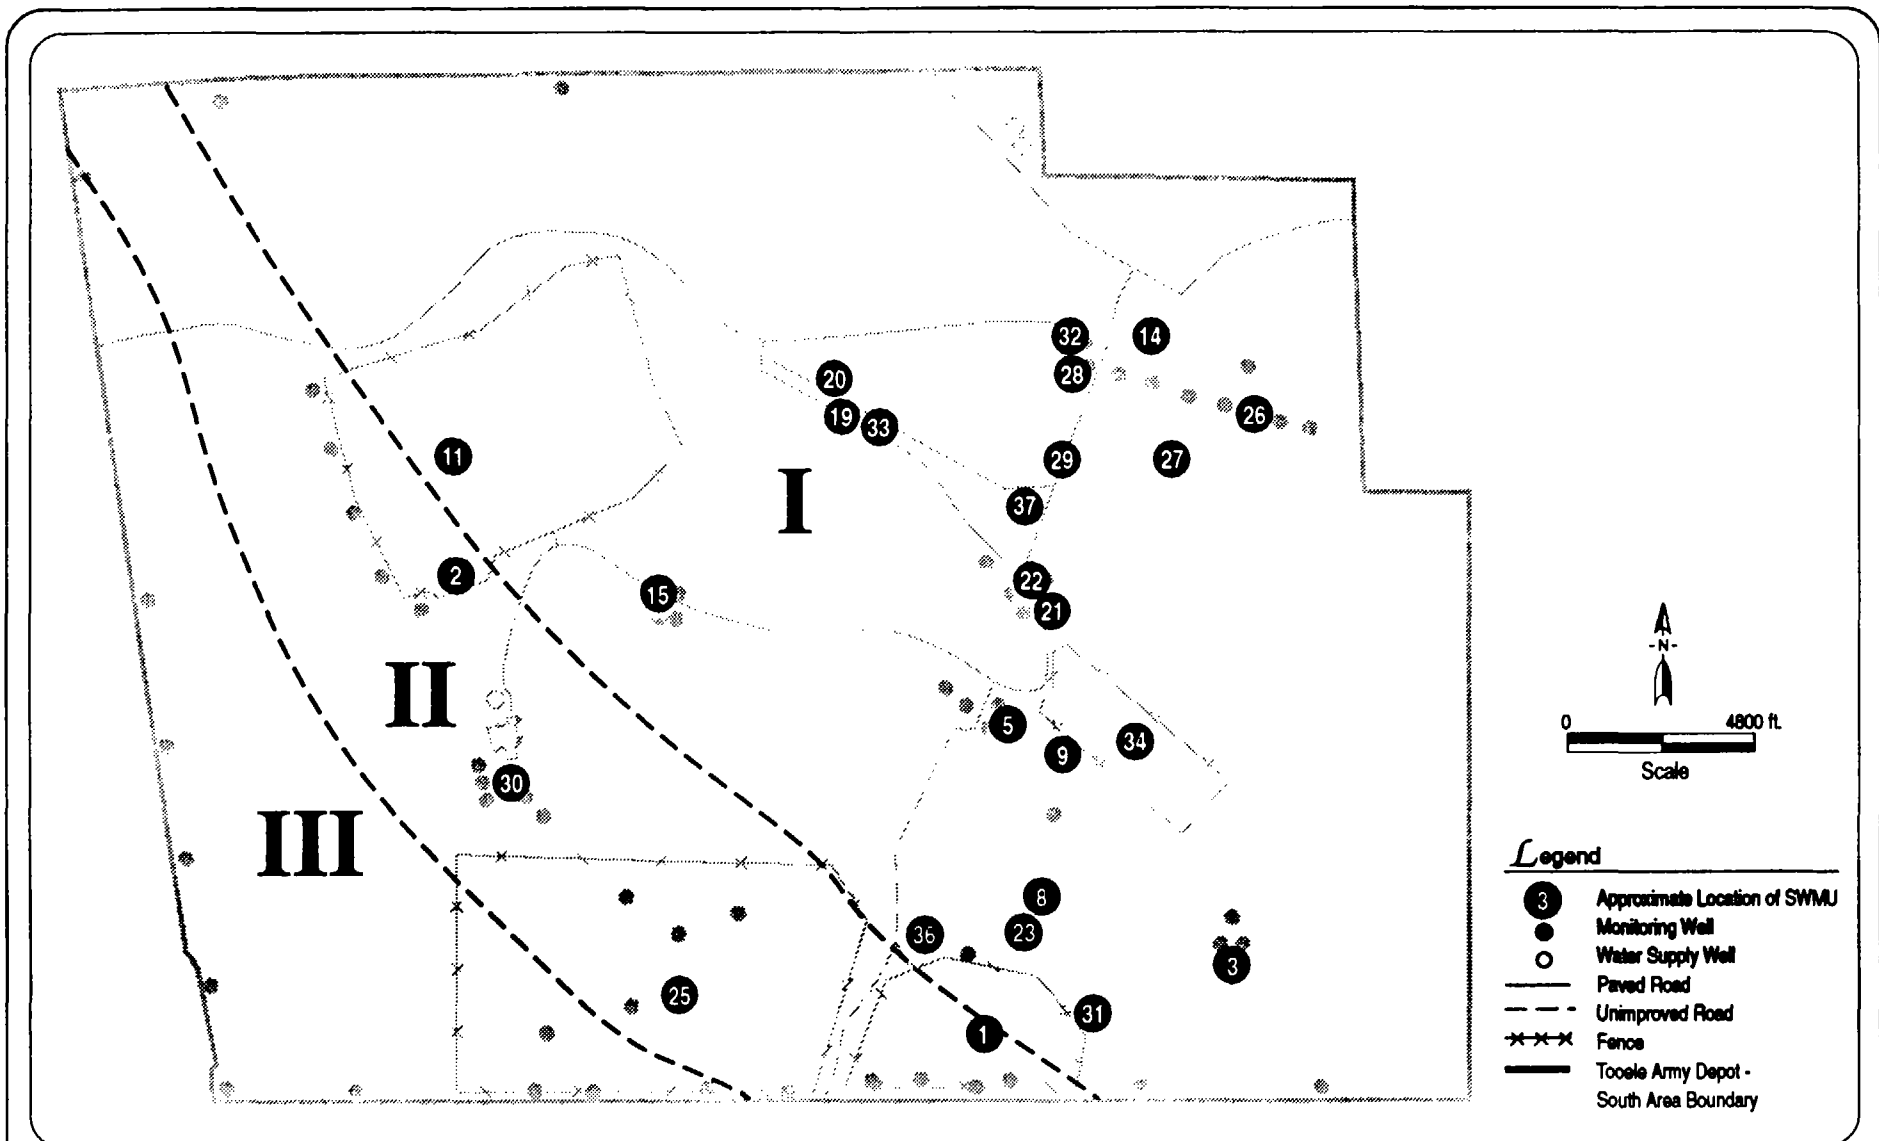 32
14
20
28
19
33
26
11
29
27
I
37
2
22
15
21
N
II
0
4800 ft.
5
34
9
Scale
30
III
Legend
8
3
Approximate Location of SWMU
36
23
Monitoring Well
Water Supply Well
3
Paved Road
25
31
Unimproved Road
1
Fence
Tooele Army Depot -
South Area Boundary